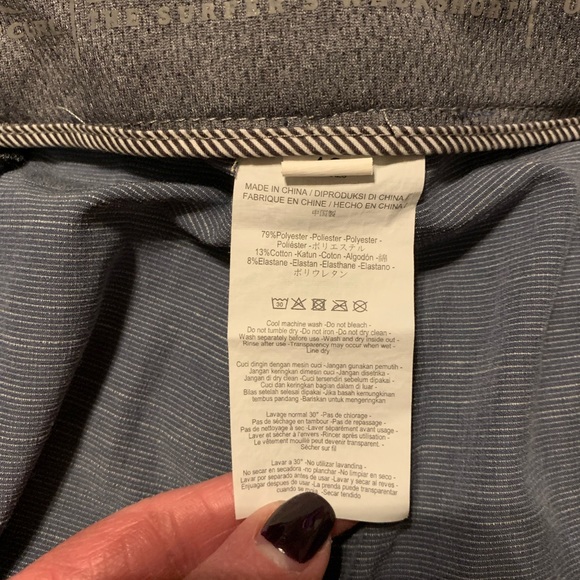 THE SURFER'S WORKSHOP
MADE IN CHINA / DIPRODUKSI DI CHINA /
FABRIQUE EN CHINE / HECHO EN CHINA
中国製
79%Polyester -Poliester -Polyester -
Poliéster -ポリエステル
13%Cotton -Katun -Coton -Algodón -綿
8%Elastane -Elastan -Elasthane -Elastano -
ポリウレタン
30
Cool machine wash -Do not bleach -
Do not tumble dry -Do not iron -Do not dry clean -
Wash separately before use -Wash and dry inside out -
Rinse after use -Transparency may occur when wet -
Line dry
Cuci dingin dengan mesin cuci -Jangan gunakan pemutih -
Jangan keringkan dimesin cuci -Jangan disetrika -
Jangan di dry clean -Cuci tersendiri sebelum dipakai -
Cuci dan keringkan bagian dalam di luar -
Bilas setelah selesai dipakai -Jika basah kemungkinan
tembus pandang -Bariskan untuk mengeringkan
Lavage normal 30° -Pas de chlorage -
Pas de séchage en tambour -Pas de repassage -
Pas de nettoyage à sec -Lavar séparément avant usage -
Laver et sécher à l'envers -Rincer après utilisation -
Le vêtement mouillé peut devenir transparent. -
Sécher sur fil
Lavar a 30° -No utilizar lavandina -
No secar en secadora -no planchar -No limpiar en seco -
Lavar por separado antes de usar -Lavar y secar al reves -
Enjuagar después de usar -La prenda puede transparentar
cuando está -Secar tendido